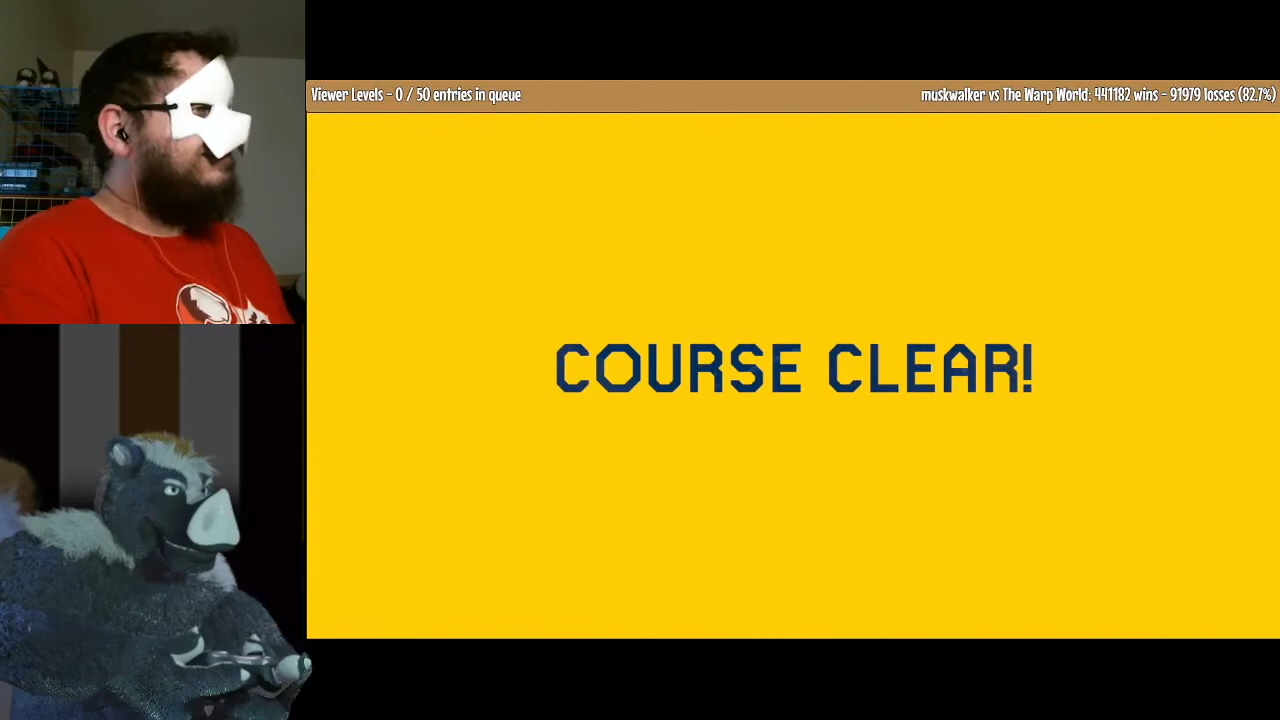 Viewer Levels - 0 / 50 entries in queue
muskwalker vs The Warp World: 441182 wins - 91979 losses (82.7%)
COURSE CLEAR!